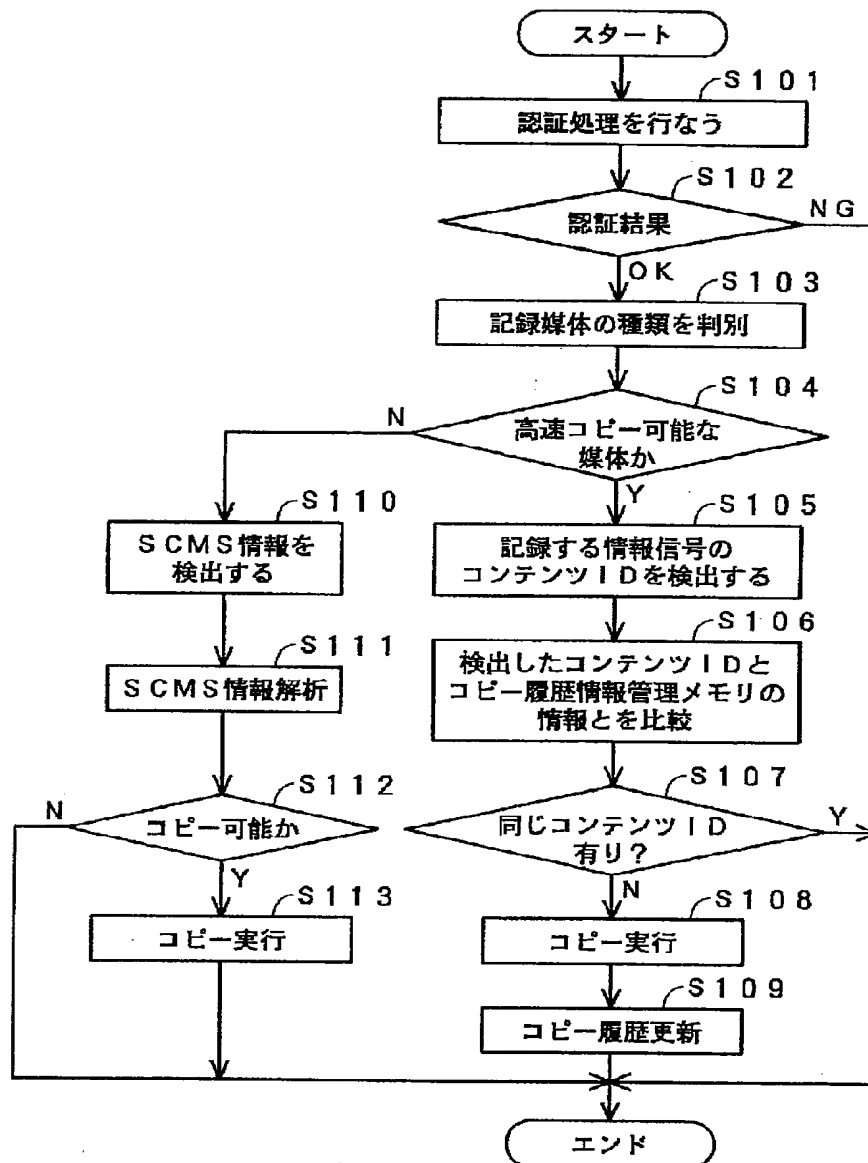 スタート
S101
認証処理を行なう
S102
認証結果
NG
OK
S103
記録媒体の種類を判別
S104
高速コピー可能な
媒体か
N
Y
S110
SCMS情報を
検出する
S105
記録する情報信号の
コンテンツIDを検出する
S111
SCMS情報解析
S106
検出したコンテンツIDと
コピー履歴情報管理メモリの
情報とを比較
S112
コピー可能か
N
Y
S107
同じコンテンツID
有り?
Y
N
S113
コピー実行
S108
コピー実行
S109
コピー履歴更新
エンド